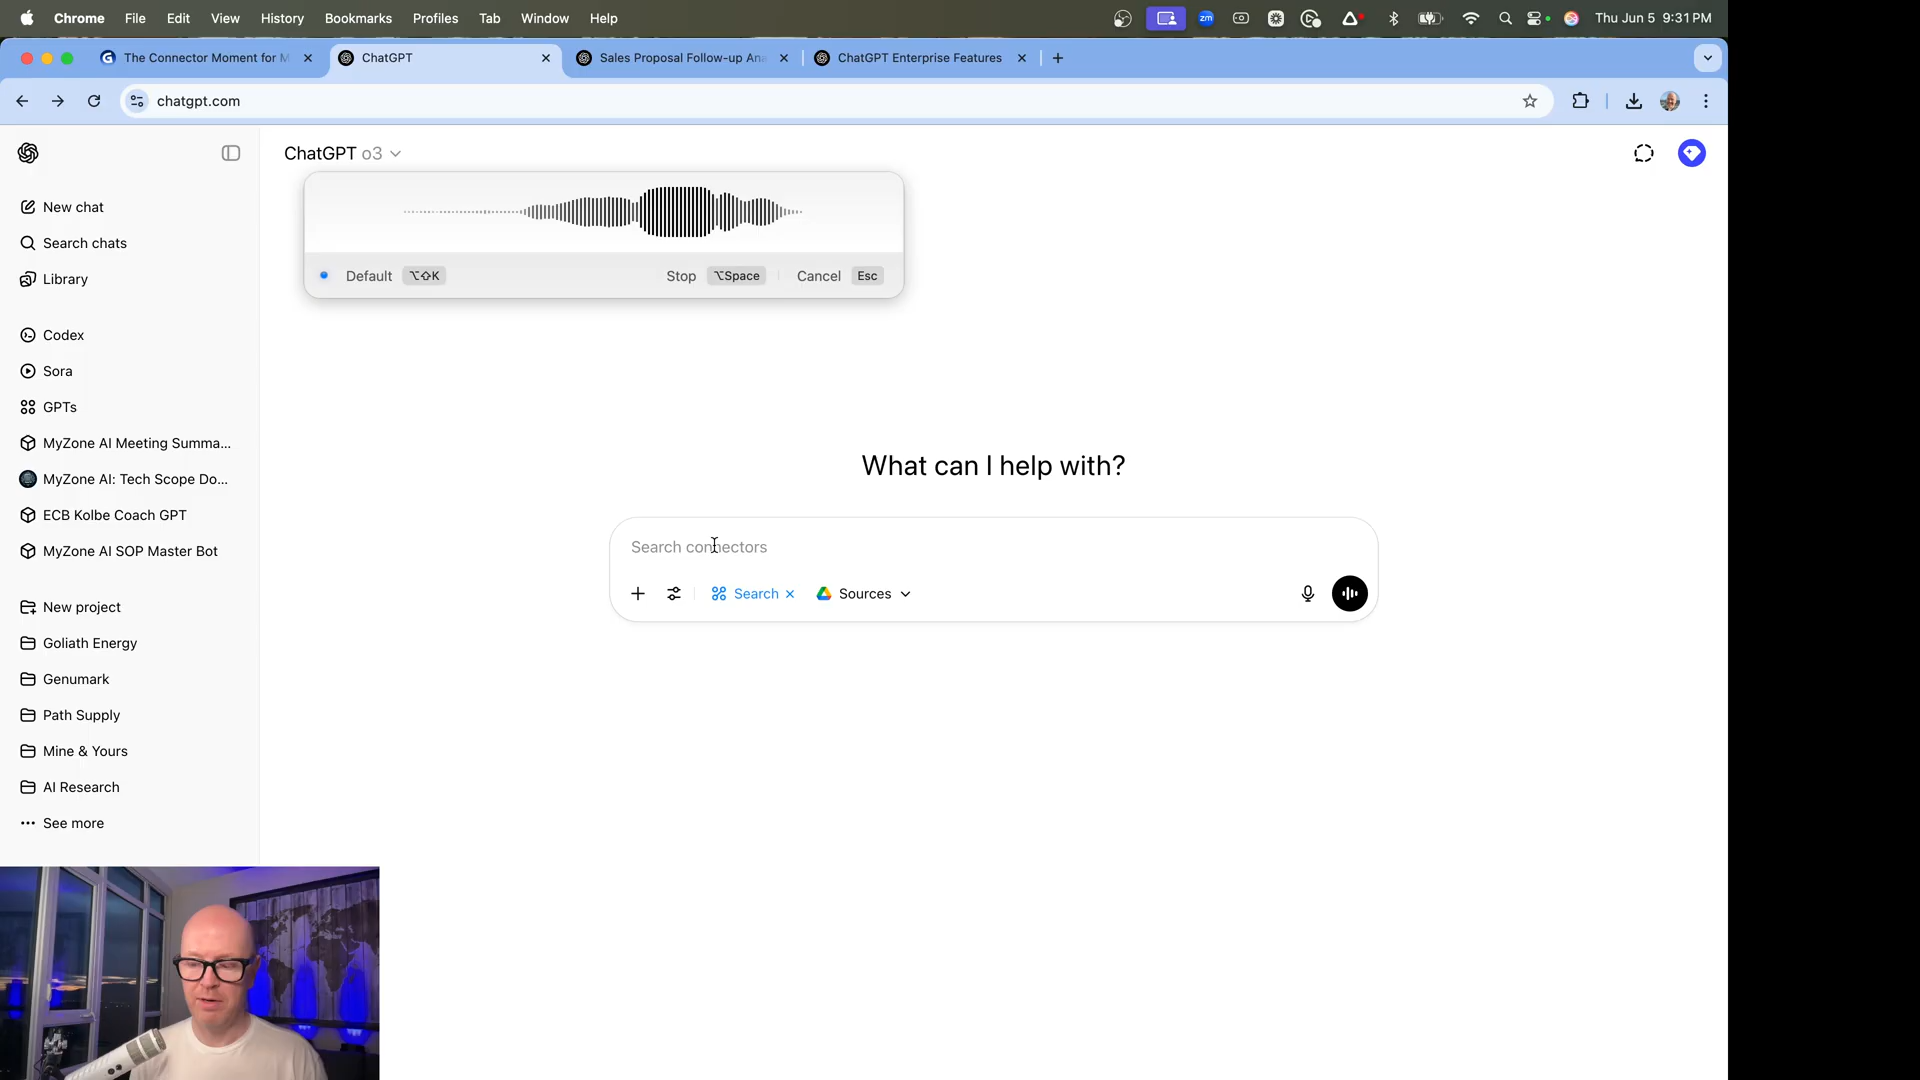 Chrome File Edit View History Bookmarks Profiles Tab Window Help
zm
Thu Jun 5 9:31 PM
The Connector Moment for M
ChatGPT
Sales Proposal Follow-up Ana
ChatGPT Enterprise Features
chatgpt.com
New chat
Search chats
Library
Codex
Sora
GPTs
MyZone AI Meeting Summa...
MyZone AI: Tech Scope Do...
ECB Kolbe Coach GPT
MyZone AI SOP Master Bot
New project
Goliath Energy
Genumark
Path Supply
Mine & Yours
AI Research
See more
ChatGPT o3
Default ⌥⇧K Stop ⌥Space Cancel Esc
What can I help with?
Search connectors
Search Sources